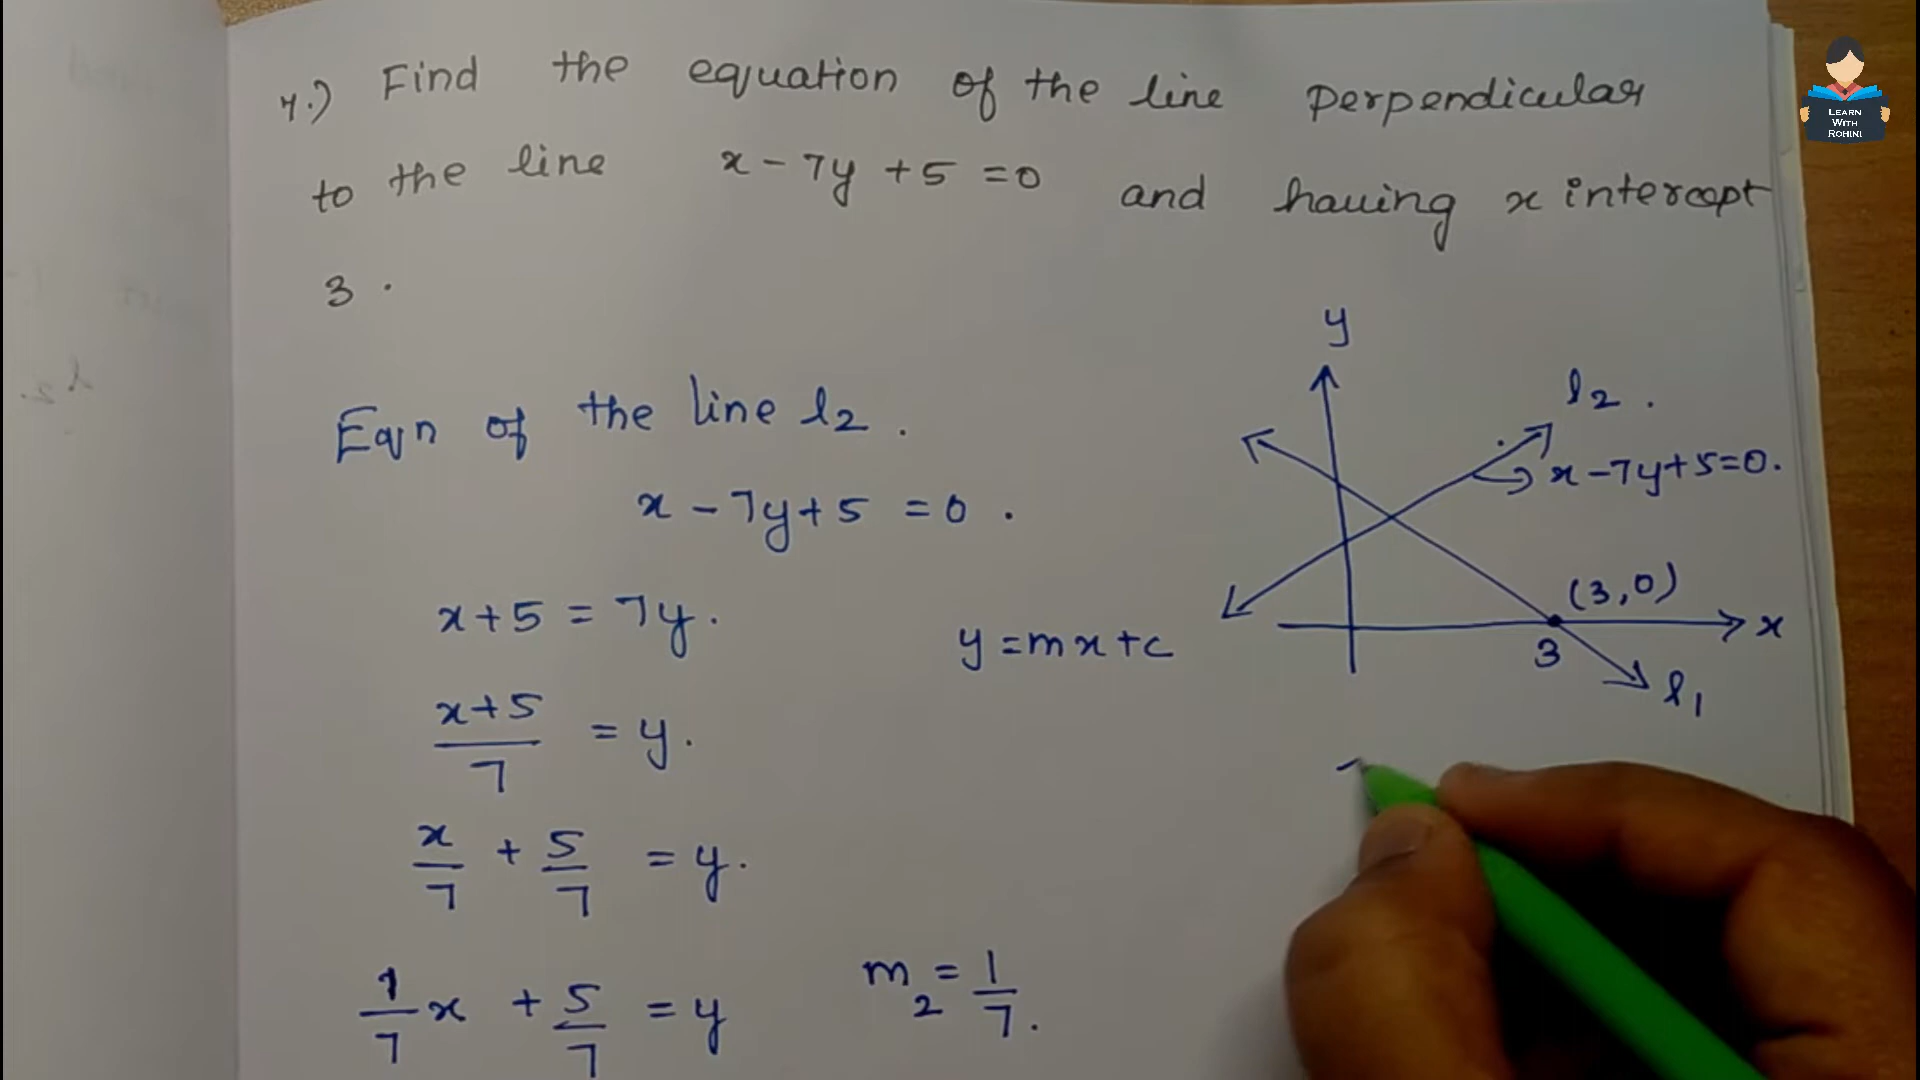 7.) Find the equation of the line perpendicular
to the line x - 7y + 5 = 0 and having x intercept
3 .
Eqn of the line l2 .
x - 7y + 5 = 0 .
x + 5 = 7y .
y = mx + c
x + 5 / 7 = y .
x/7 + 5/7 = y .
1/7 x + 5/7 = y
m2 = 1/7 .
y
l2 .
x - 7y + 5 = 0 .
(3,0)
x
3
l1
LEARN
WITH
ROHINI